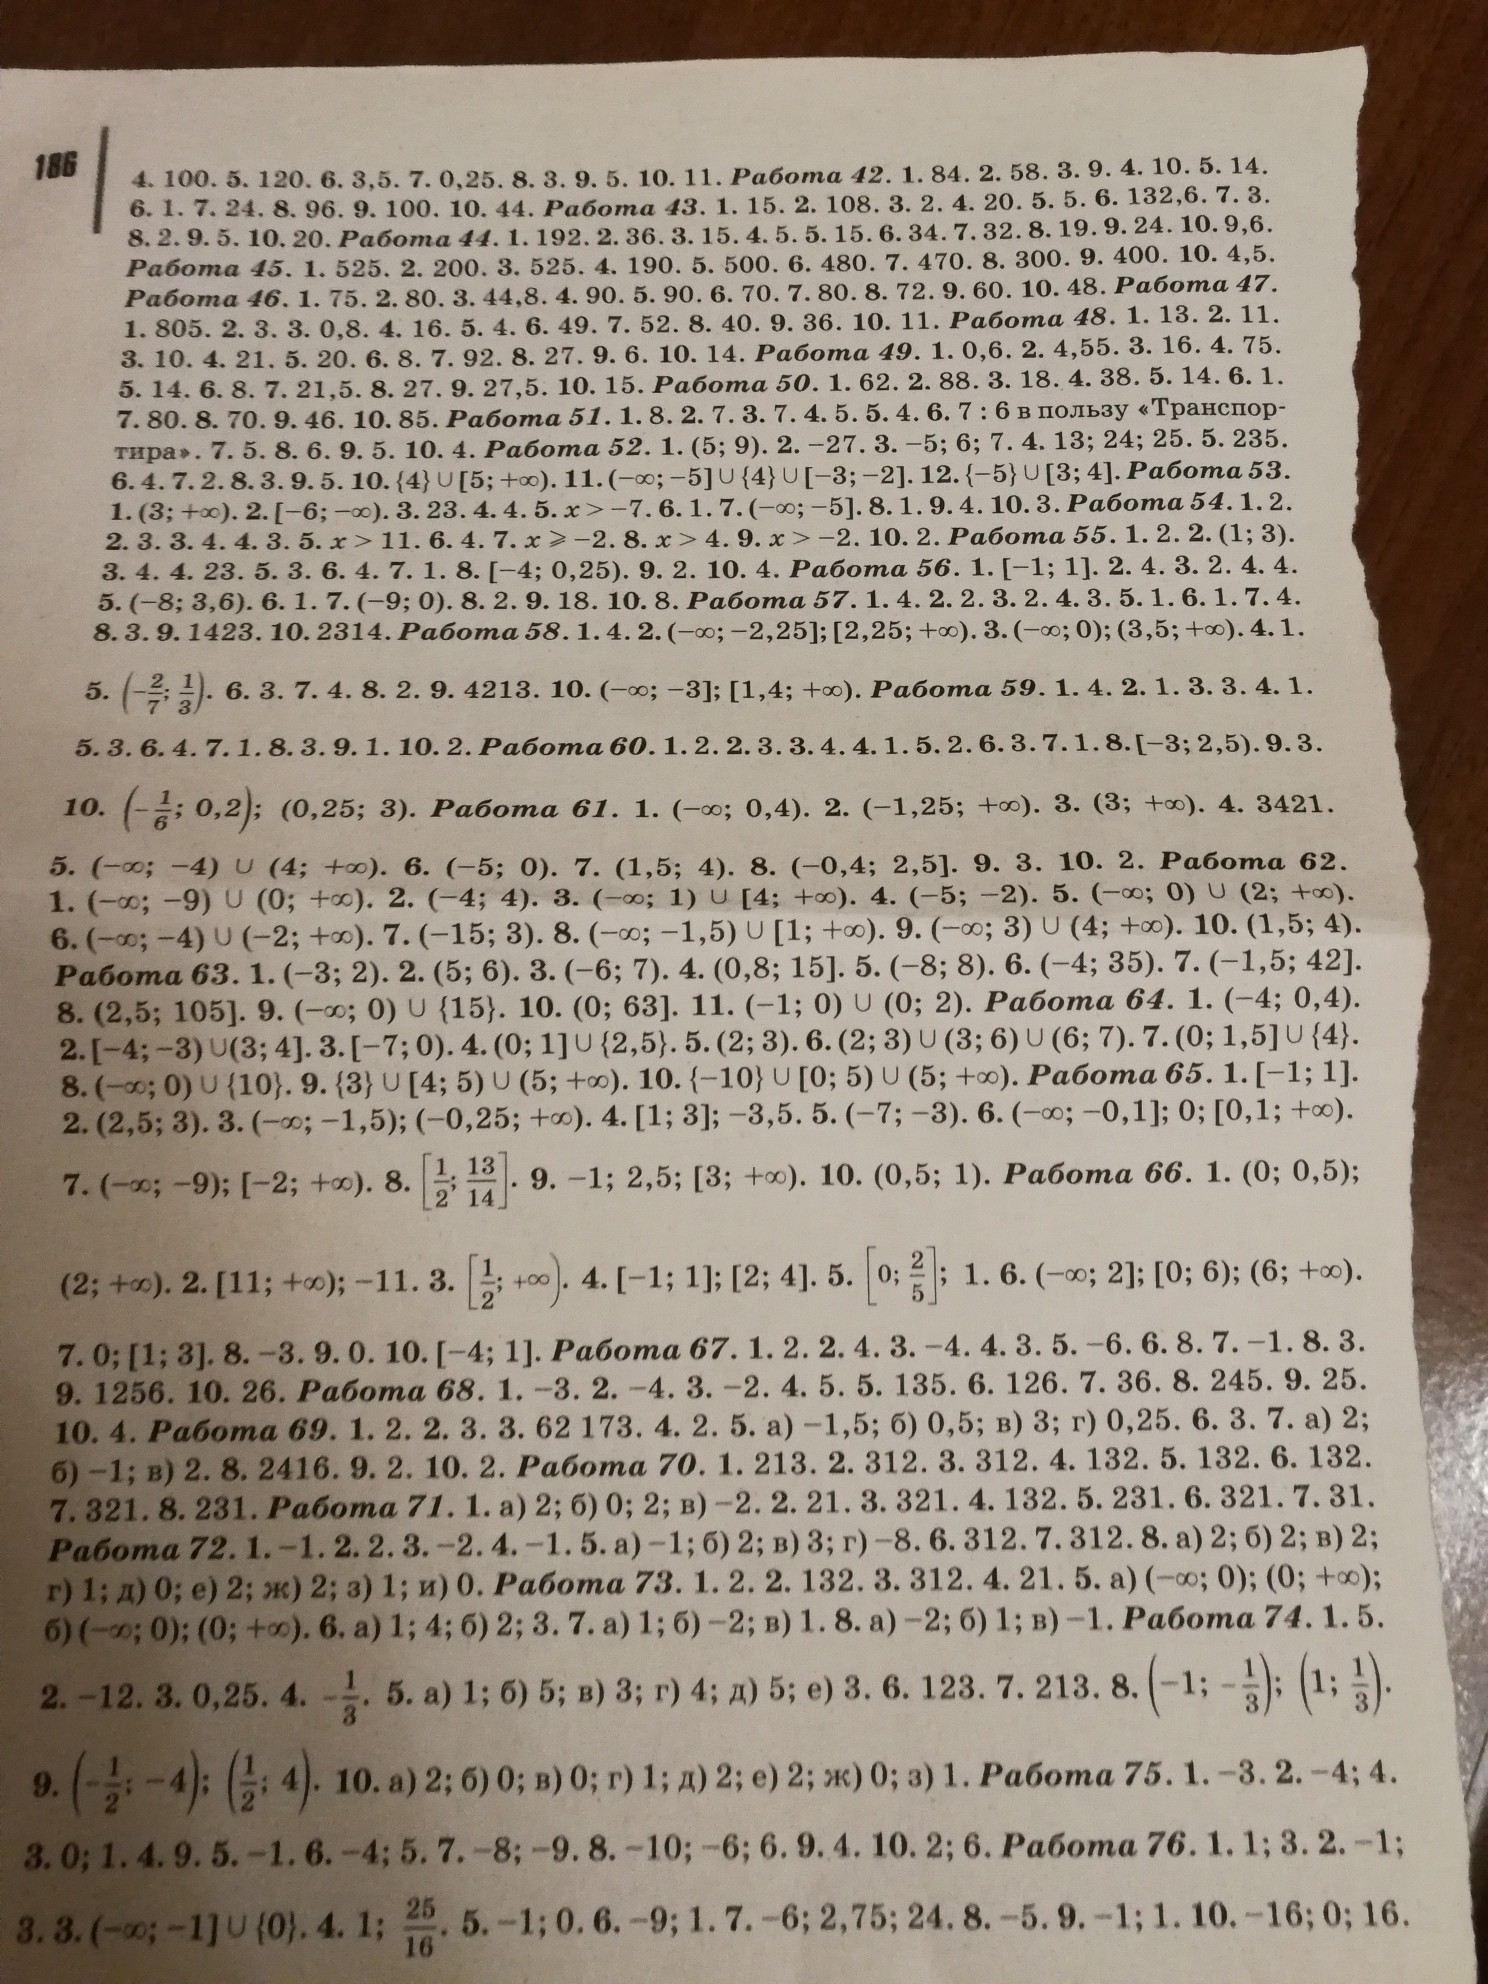 186
4. 100. 5. 120. 6. 3,5. 7. 0,25. 8. 3. 9. 5. 10. 11. Работа 42. 1. 84. 2. 58. 3. 9. 4. 10. 5. 14.
6. 1. 7. 24. 8. 96. 9. 100. 10. 44. Работа 43. 1. 15. 2. 108. 3. 2. 4. 20. 5. 5. 6. 132,6. 7. 3.
8. 2. 9. 5. 10. 20. Работа 44. 1. 192. 2. 36. 3. 15. 4. 5. 5. 15. 6. 34. 7. 32. 8. 19. 9. 24. 10. 9,6.
Работа 45. 1. 525. 2. 200. 3. 525. 4. 190. 5. 500. 6. 480. 7. 470. 8. 300. 9. 400. 10. 4,5.
Работа 46. 1. 75. 2. 80. 3. 44,8. 4. 90. 5. 90. 6. 70. 7. 80. 8. 72. 9. 60. 10. 48. Работа 47.
1. 805. 2. 3. 3. 0,8. 4. 16. 5. 4. 6. 49. 7. 52. 8. 40. 9. 36. 10. 11. Работа 48. 1. 13. 2. 11.
3. 10. 4. 21. 5. 20. 6. 8. 7. 92. 8. 27. 9. 6. 10. 14. Работа 49. 1. 0,6. 2. 4,55. 3. 16. 4. 75.
5. 14. 6. 8. 7. 21,5. 8. 27. 9. 27,5. 10. 15. Работа 50. 1. 62. 2. 88. 3. 18. 4. 38. 5. 14. 6. 1.
7. 80. 8. 70. 9. 46. 10. 85. Работа 51. 1. 8. 2. 7. 3. 7. 4. 5. 5. 4. 6. 7 : 6 в пользу «Транспор-
тира». 7. 5. 8. 6. 9. 5. 10. 4. Работа 52. 1. (5; 9). 2. −27. 3. −5; 6; 7. 4. 13; 24; 25. 5. 235.
6. 4. 7. 2. 8. 3. 9. 5. 10. {4} ∪ [5; +∞). 11. (−∞; −5] ∪ {4} ∪ [−3; −2]. 12. {−5} ∪ [3; 4]. Работа 53.
1. (3; +∞). 2. [−6; −∞). 3. 23. 4. 4. 5. x > −7. 6. 1. 7. (−∞; −5]. 8. 1. 9. 4. 10. 3. Работа 54. 1. 2.
2. 3. 3. 4. 4. 3. 5. x > 11. 6. 4. 7. x ⩾ −2. 8. x > 4. 9. x > −2. 10. 2. Работа 55. 1. 2. 2. (1; 3).
3. 4. 4. 23. 5. 3. 6. 4. 7. 1. 8. [−4; 0,25). 9. 2. 10. 4. Работа 56. 1. [−1; 1]. 2. 4. 3. 2. 4. 4.
5. (−8; 3,6). 6. 1. 7. (−9; 0). 8. 2. 9. 18. 10. 8. Работа 57. 1. 4. 2. 2. 3. 2. 4. 3. 5. 1. 6. 1. 7. 4.
8. 3. 9. 1423. 10. 2314. Работа 58. 1. 4. 2. (−∞; −2,25]; [2,25; +∞). 3. (−∞; 0); (3,5; +∞). 4. 1.
5. (−2/7; 1/3). 6. 3. 7. 4. 8. 2. 9. 4213. 10. (−∞; −3]; [1,4; +∞). Работа 59. 1. 4. 2. 1. 3. 3. 4. 1.
5. 3. 6. 4. 7. 1. 8. 3. 9. 1. 10. 2. Работа 60. 1. 2. 2. 3. 3. 4. 4. 1. 5. 2. 6. 3. 7. 1. 8. [−3; 2,5). 9. 3.
10. (−1/6; 0,2); (0,25; 3). Работа 61. 1. (−∞; 0,4). 2. (−1,25; +∞). 3. (3; +∞). 4. 3421.
5. (−∞; −4) ∪ (4; +∞). 6. (−5; 0). 7. (1,5; 4). 8. (−0,4; 2,5]. 9. 3. 10. 2. Работа 62.
1. (−∞; −9) ∪ (0; +∞). 2. (−4; 4). 3. (−∞; 1) ∪ [4; +∞). 4. (−5; −2). 5. (−∞; 0) ∪ (2; +∞).
6. (−∞; −4) ∪ (−2; +∞). 7. (−15; 3). 8. (−∞; −1,5) ∪ [1; +∞). 9. (−∞; 3) ∪ (4; +∞). 10. (1,5; 4).
Работа 63. 1. (−3; 2). 2. (5; 6). 3. (−6; 7). 4. (0,8; 15]. 5. (−8; 8). 6. (−4; 35). 7. (−1,5; 42].
8. (2,5; 105]. 9. (−∞; 0) ∪ {15}. 10. (0; 63]. 11. (−1; 0) ∪ (0; 2). Работа 64. 1. (−4; 0,4).
2. [−4; −3) ∪ (3; 4]. 3. [−7; 0). 4. (0; 1] ∪ {2,5}. 5. (2; 3). 6. (2; 3) ∪ (3; 6) ∪ (6; 7). 7. (0; 1,5] ∪ {4}.
8. (−∞; 0) ∪ {10}. 9. {3} ∪ [4; 5) ∪ (5; +∞). 10. {−10} ∪ [0; 5) ∪ (5; +∞). Работа 65. 1. [−1; 1].
2. (2,5; 3). 3. (−∞; −1,5); (−0,25; +∞). 4. [1; 3]; −3,5. 5. (−7; −3). 6. (−∞; −0,1]; 0; [0,1; +∞).
7. (−∞; −9); [−2; +∞). 8. [1/2; 13/14]. 9. −1; 2,5; [3; +∞). 10. (0,5; 1). Работа 66. 1. (0; 0,5);
(2; +∞). 2. [11; +∞); −11. 3. [1/2; +∞). 4. [−1; 1]; [2; 4]. 5. [0; 2/5]; 1. 6. (−∞; 2]; [0; 6); (6; +∞).
7. 0; [1; 3]. 8. −3. 9. 0. 10. [−4; 1]. Работа 67. 1. 2. 2. 4. 3. −4. 4. 3. 5. −6. 6. 8. 7. −1. 8. 3.
9. 1256. 10. 26. Работа 68. 1. −3. 2. −4. 3. −2. 4. 5. 5. 135. 6. 126. 7. 36. 8. 245. 9. 25.
10. 4. Работа 69. 1. 2. 2. 3. 3. 62 173. 4. 2. 5. а) −1,5; б) 0,5; в) 3; г) 0,25. 6. 3. 7. а) 2;
б) −1; в) 2. 8. 2416. 9. 2. 10. 2. Работа 70. 1. 213. 2. 312. 3. 312. 4. 132. 5. 132. 6. 132.
7. 321. 8. 231. Работа 71. 1. а) 2; б) 0; 2; в) −2. 2. 21. 3. 321. 4. 132. 5. 231. 6. 321. 7. 31.
Работа 72. 1. −1. 2. 2. 3. −2. 4. −1. 5. а) −1; б) 2; в) 3; г) −8. 6. 312. 7. 312. 8. а) 2; б) 2; в) 2;
г) 1; д) 0; е) 2; ж) 2; з) 1; и) 0. Работа 73. 1. 2. 2. 132. 3. 312. 4. 21. 5. а) (−∞; 0); (0; +∞);
б) (−∞; 0); (0; +∞). 6. а) 1; 4; б) 2; 3. 7. а) 1; б) −2; в) 1. 8. а) −2; б) 1; в) −1. Работа 74. 1. 5.
2. −12. 3. 0,25. 4. −1/3. 5. а) 1; б) 5; в) 3; г) 4; д) 5; е) 3. 6. 123. 7. 213. 8. (−1; −1/3); (1; 1/3).
9. (−1/2; −4); (1/2; 4). 10. а) 2; б) 0; в) 0; г) 1; д) 2; е) 2; ж) 0; з) 1. Работа 75. 1. −3. 2. −4; 4.
3. 0; 1. 4. 9. 5. −1. 6. −4; 5. 7. −8; −9. 8. −10; −6; 6. 9. 4. 10. 2; 6. Работа 76. 1. 1; 3. 2. −1;
3. 3. (−∞; −1] ∪ {0}. 4. 1; 25/16. 5. −1; 0. 6. −9; 1. 7. −6; 2,75; 24. 8. −5. 9. −1; 1. 10. −16; 0; 16.